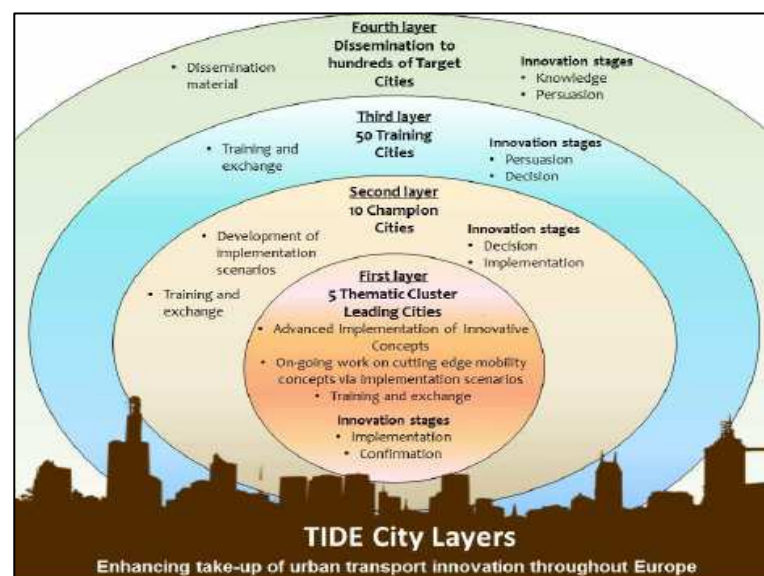 Fourth layer
Dissemination to
hundreds of Target
Cities
• Dissemination
material
Innovation stages
• Knowledge
• Persuasion
Third layer
50 Training
Cities
• Training and
exchange
Innovation stages
• Persuasion
• Decision
Second layer
10 Champion
Cities
• Development of
implementation
scenarios
• Training and
exchange
Innovation stages
• Decision
• Implementation
First layer
5 Thematic Cluster
Leading Cities
• Advanced Implementation of Innovative
Concepts
• On-going work on cutting edge mobility
concepts via implementation scenarios
• Training and exchange
Innovation stages
• Implementation
• Confirmation
TIDE City Layers
Enhancing take-up of urban transport innovation throughout Europe